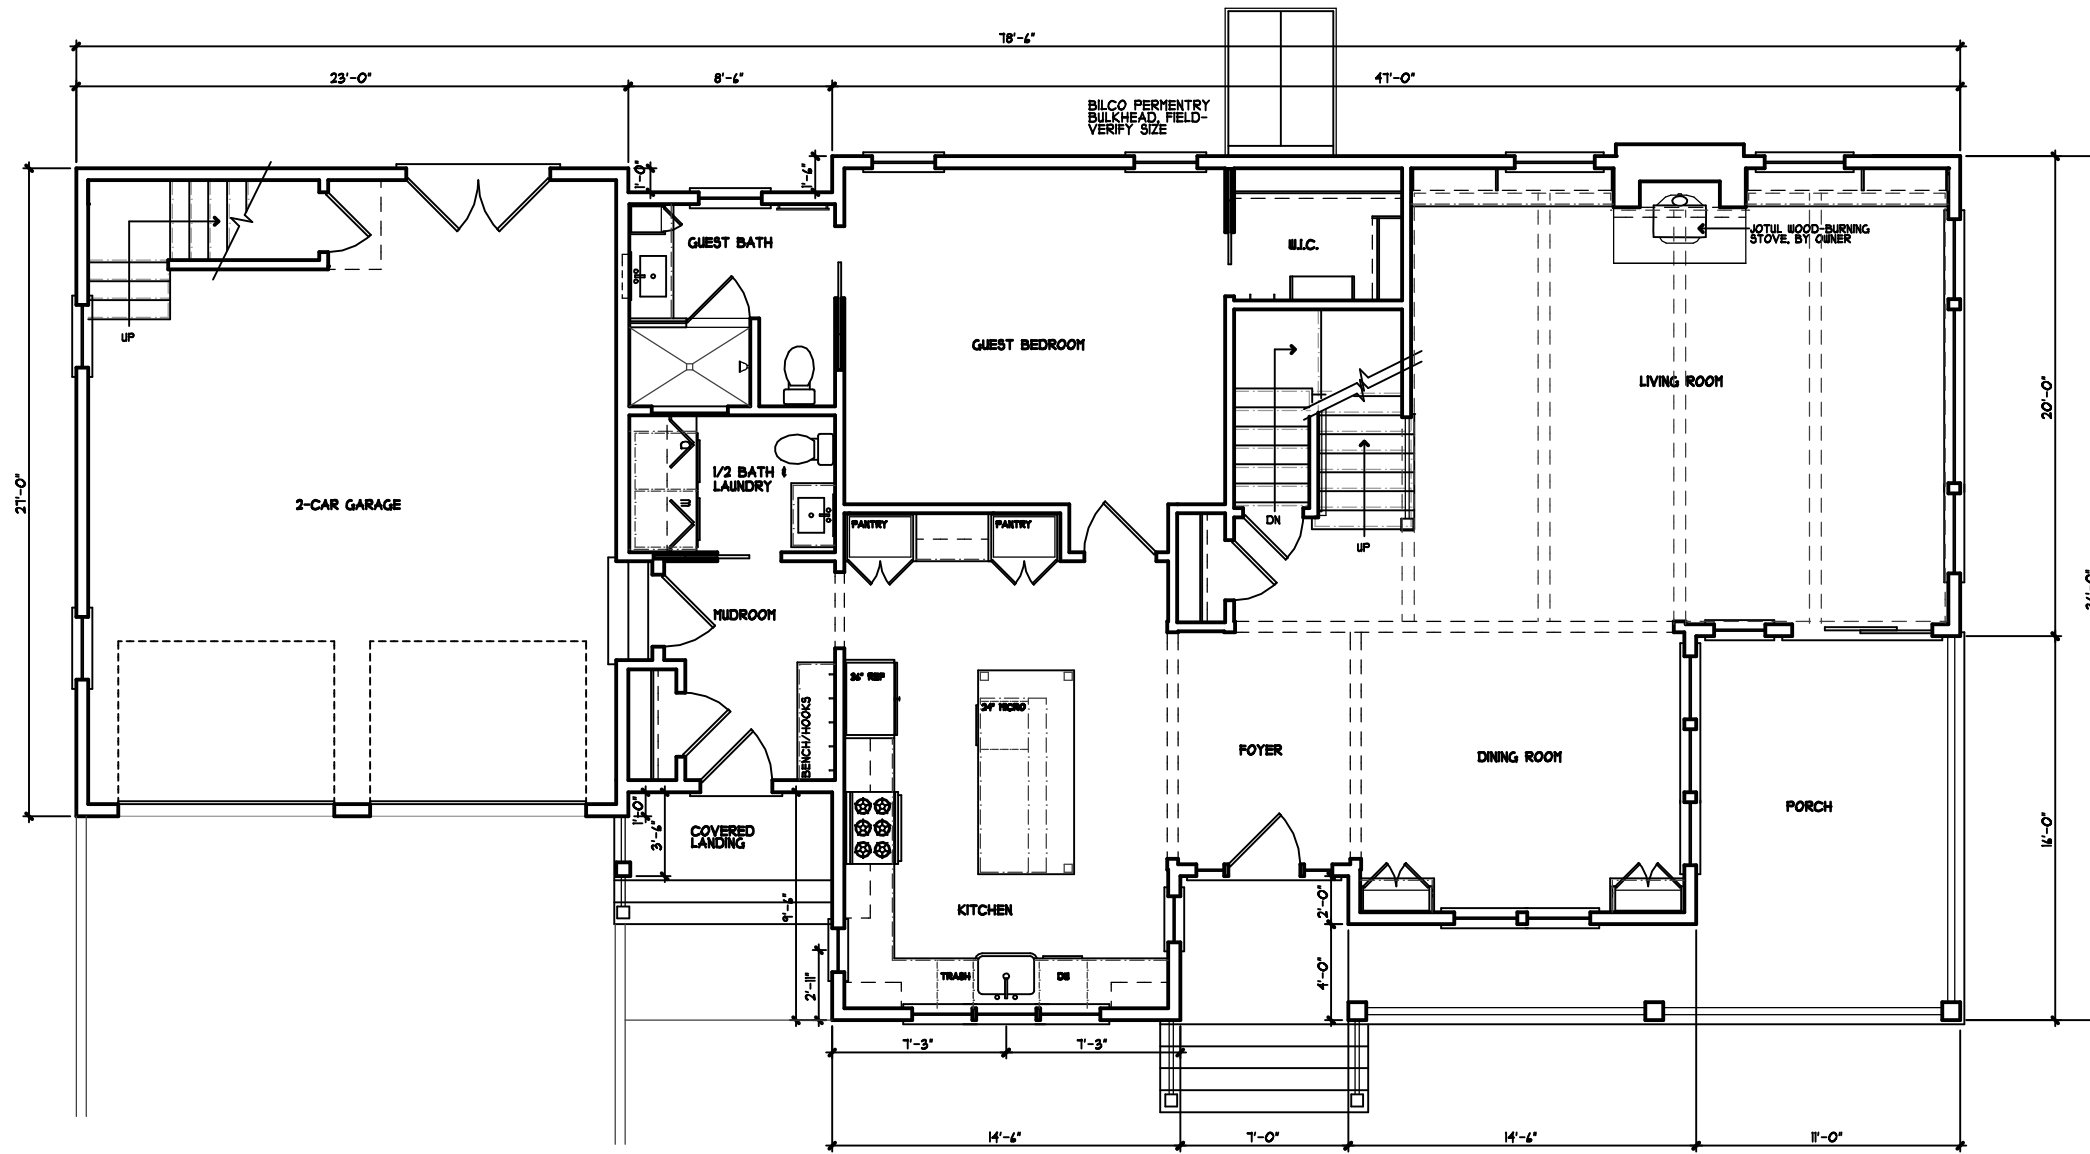 78'-6"
23'-0"
8'-6"
47'-0"
BILCO PERMENTRY
BULKHEAD, FIELD-
VERIFY SIZE
1'-0"
1'-6"
GUEST BATH
W.I.C.
JOTUL WOOD-BURNING
STOVE, BY OWNER
UP
GUEST BEDROOM
LIVING ROOM
20'-0"
27'-0"
2-CAR GARAGE
D
1/2 BATH &
LAUNDRY
W
PANTRY
PANTRY
DN
UP
MUDROOM
36" REF
24" MICRO
BENCH/HOOKS
FOYER
DINING ROOM
PORCH
1'-0"
3'-6"
COVERED
LANDING
16'-0"
9'-6"
KITCHEN
2'-0"
TRASH
DW
2'-11"
4'-0"
7'-3"
7'-3"
14'-6"
7'-0"
14'-6"
11'-0"